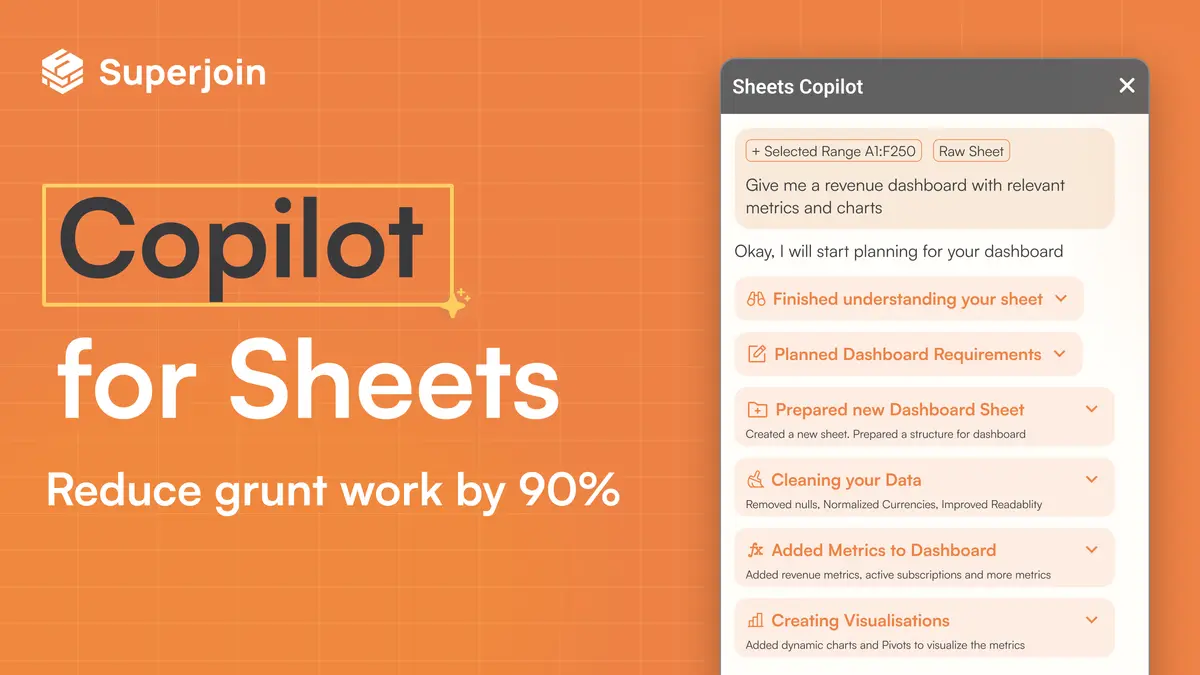 Superjoin
Copilot
for Sheets
Reduce grunt work by 90%
Sheets Copilot
+ Selected Range A1:F250 Raw Sheet
Give me a revenue dashboard with relevant
metrics and charts
Okay, I will start planning for your dashboard
Finished understanding your sheet
Planned Dashboard Requirements
Prepared new Dashboard Sheet
Created a new sheet. Prepared a structure for dashboard
Cleaning your Data
Removed nulls, Normalized Currencies, Improved Readablity
fx Added Metrics to Dashboard
Added revenue metrics, active subscriptions and more metrics
Creating Visualisations
Added dynamic charts and Pivots to visualize the metrics